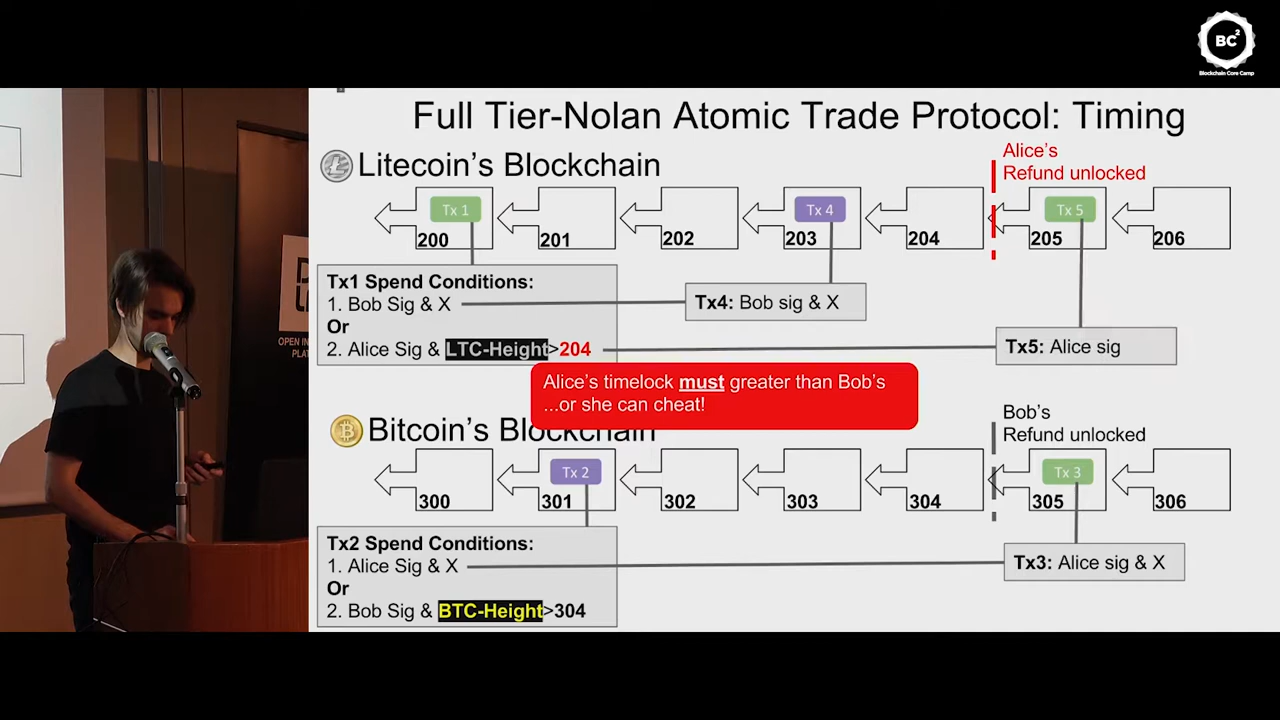 BC²
Blockchain Core Camp
Full Tier-Nolan Atomic Trade Protocol: Timing
Litecoin's Blockchain
Alice's
Refund unlocked
Tx 1
Tx 4
Tx 5
200
201
202
203
204
205
206
Tx1 Spend Conditions:
1. Bob Sig & X
Or
2. Alice Sig & LTC-Height>204
Tx4: Bob sig & X
Tx5: Alice sig
Alice's timelock must greater than Bob's
...or she can cheat!
Bitcoin's Blockchain
Bob's
Refund unlocked
Tx 2
Tx 3
300
301
302
303
304
305
306
Tx2 Spend Conditions:
1. Alice Sig & X
Or
2. Bob Sig & BTC-Height>304
Tx3: Alice sig & X